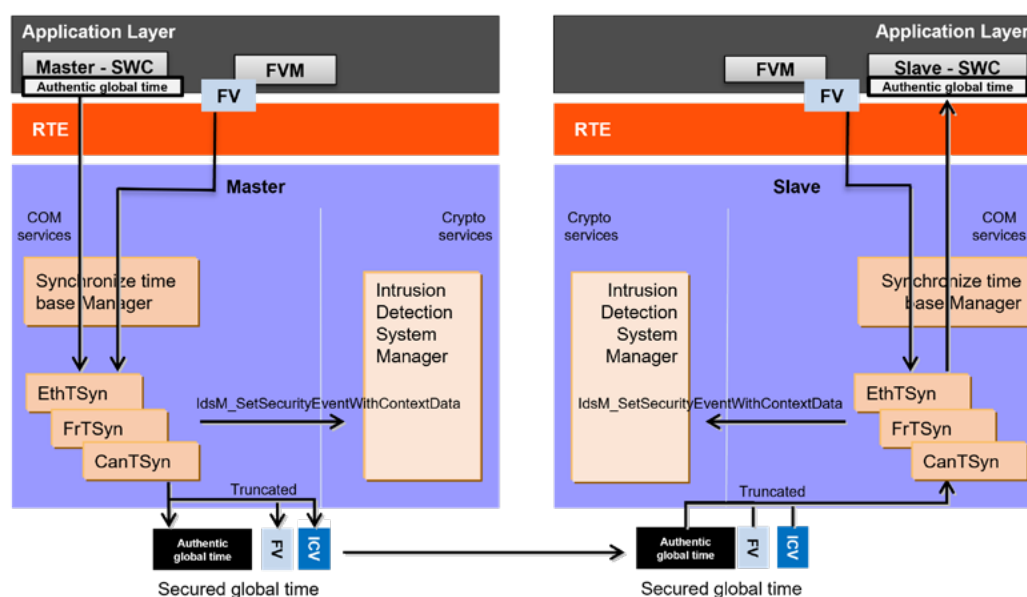 Application Layer
Master - SWC
Authentic global time
FVM
FV
RTE
Master
COM
services
Crypto
services
Synchronize time
base Manager
Intrusion
Detection
System
Manager
EthTSyn
FrTSyn
CanTSyn
IdsM_SetSecurityEventWithContextData
Truncated
Authentic
global time
FV
ICV
Secured global time
Application Layer
FVM
Slave - SWC
Authentic global time
FV
RTE
Slave
Crypto
services
COM
services
Intrusion
Detection
System
Manager
Synchronize time
base Manager
IdsM_SetSecurityEventWithContextData
EthTSyn
FrTSyn
CanTSyn
Truncated
Authentic
global time
FV
ICV
Secured global time